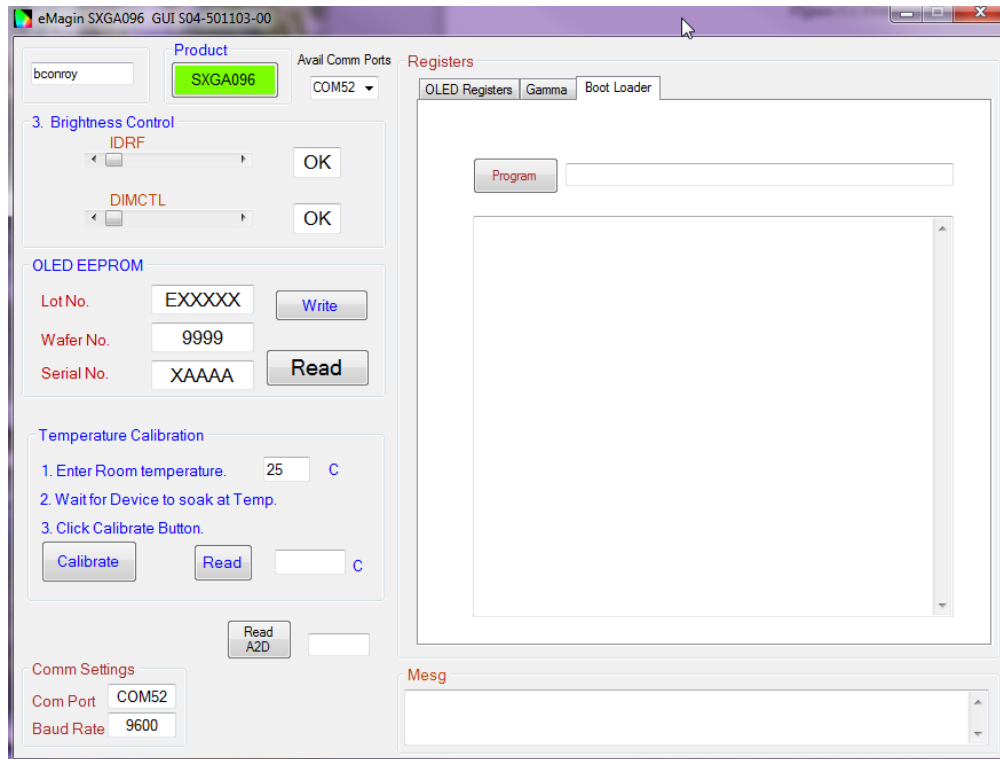 eMagin SXGA096 GUI S04-501103-00
bconroy
Product
SXGA096
Avail Comm Ports
COM52
3. Brightness Control
IDRF
OK
DIMCTL
OK
OLED EEPROM
Lot No. EXXXXX Write
Wafer No. 9999
Serial No. XAAAA Read
Temperature Calibration
1. Enter Room temperature. 25 C
2. Wait for Device to soak at Temp.
3. Click Calibrate Button.
Calibrate Read C
Read
A2D
Comm Settings
Com Port COM52
Baud Rate 9600
Registers
OLED Registers Gamma Boot Loader
Program
Mesg